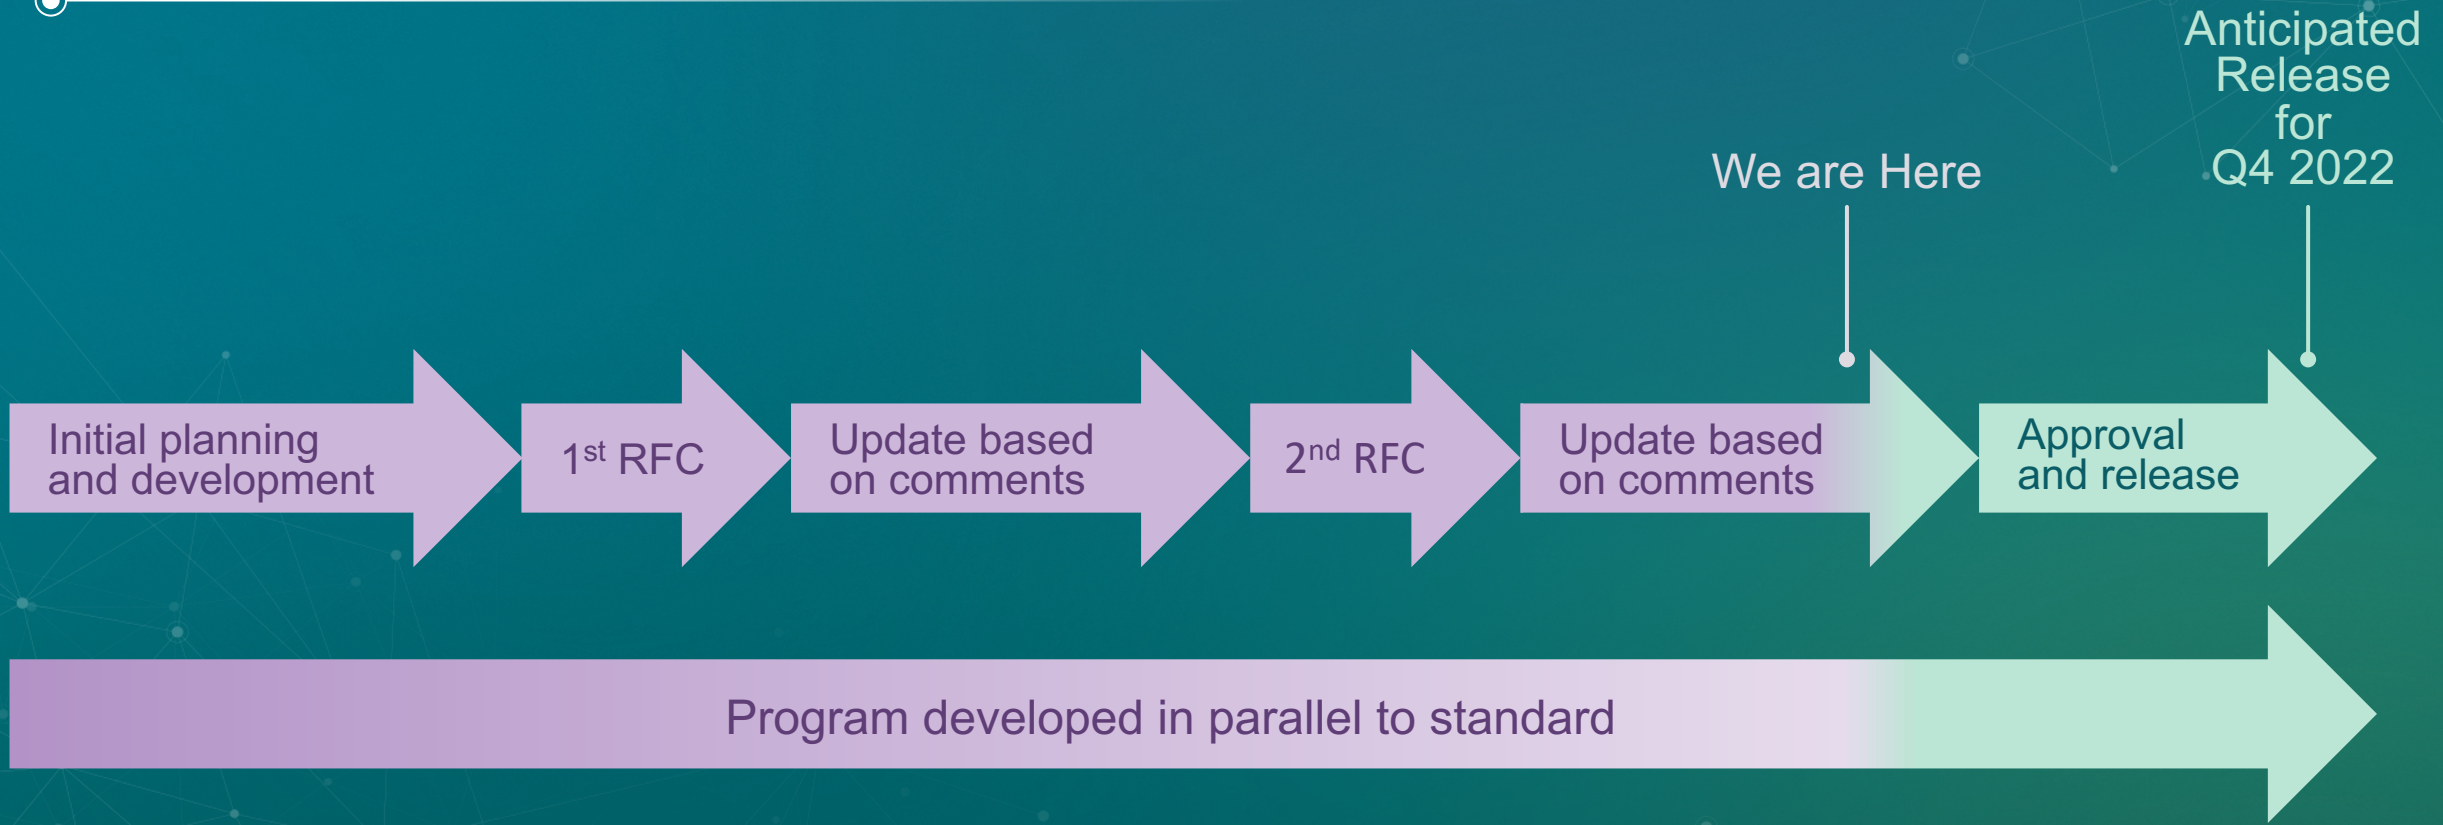 Anticipated
Release
for
Q4 2022
We are Here
Initial planning
and development
1st RFC
Update based
on comments
2nd RFC
Update based
on comments
Approval
and release
Program developed in parallel to standard